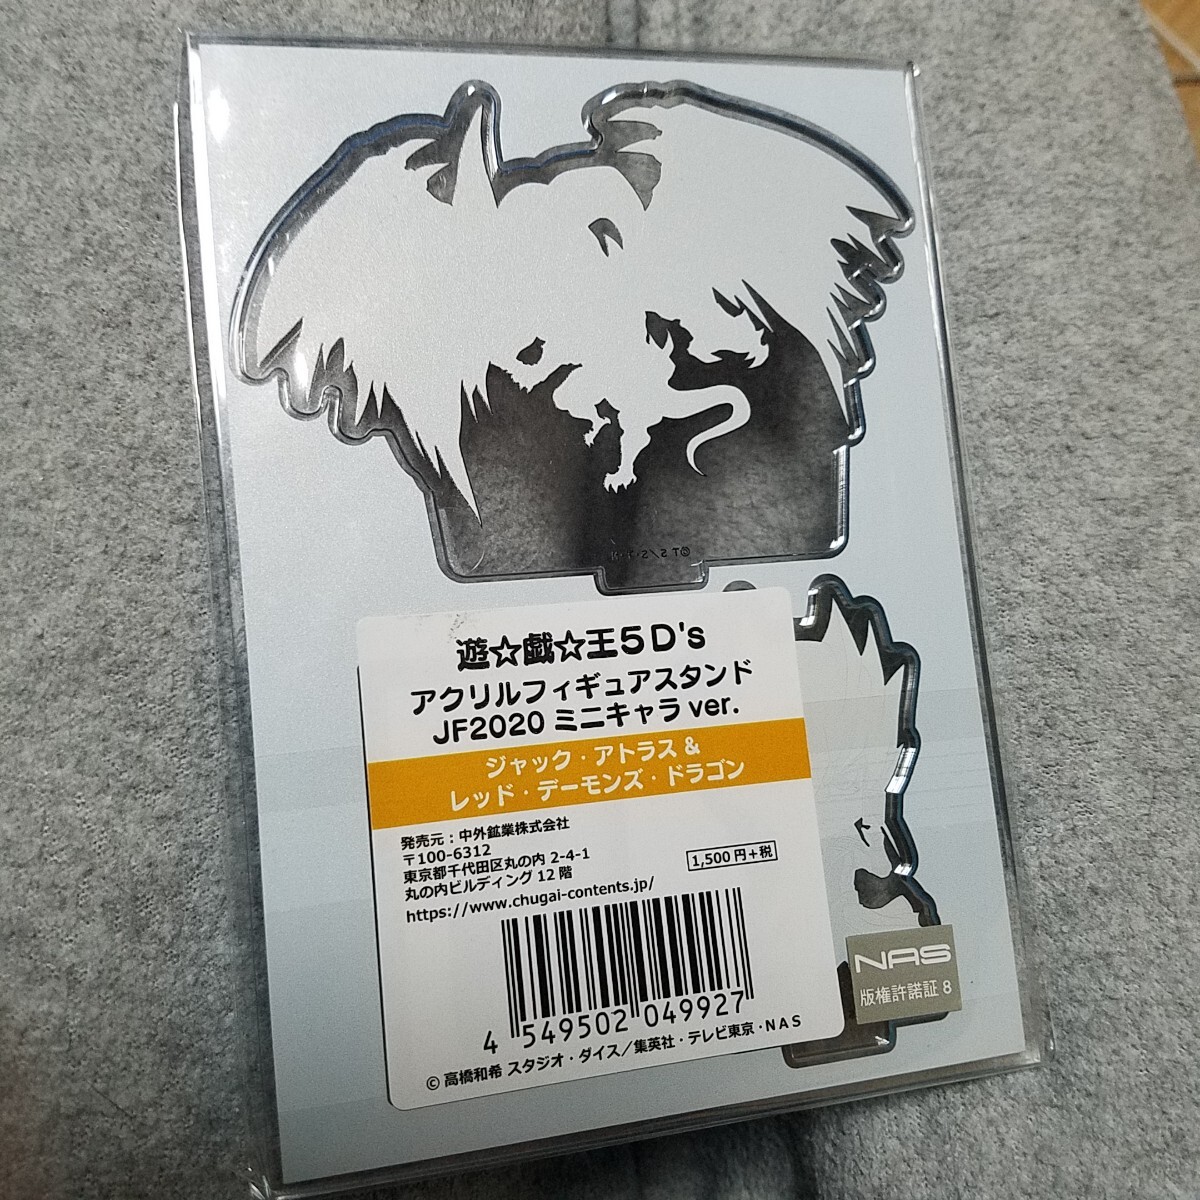 遊☆戯☆王5D's
アクリルフィギュアスタンド
JF2020 ミニキャラ ver.
ジャック・アトラス &
レッド・デーモンズ・ドラゴン
発売元：中外鉱業株式会社
〒100-6312
東京都千代田区丸の内 2-4-1
丸の内ビルディング 12 階
https://www.chugai-contents.jp/
1,500円+税
4 549502 049927
© 高橋和希 スタジオ・ダイス／集英社・テレビ東京・NAS
NAS
版権許諾証 8